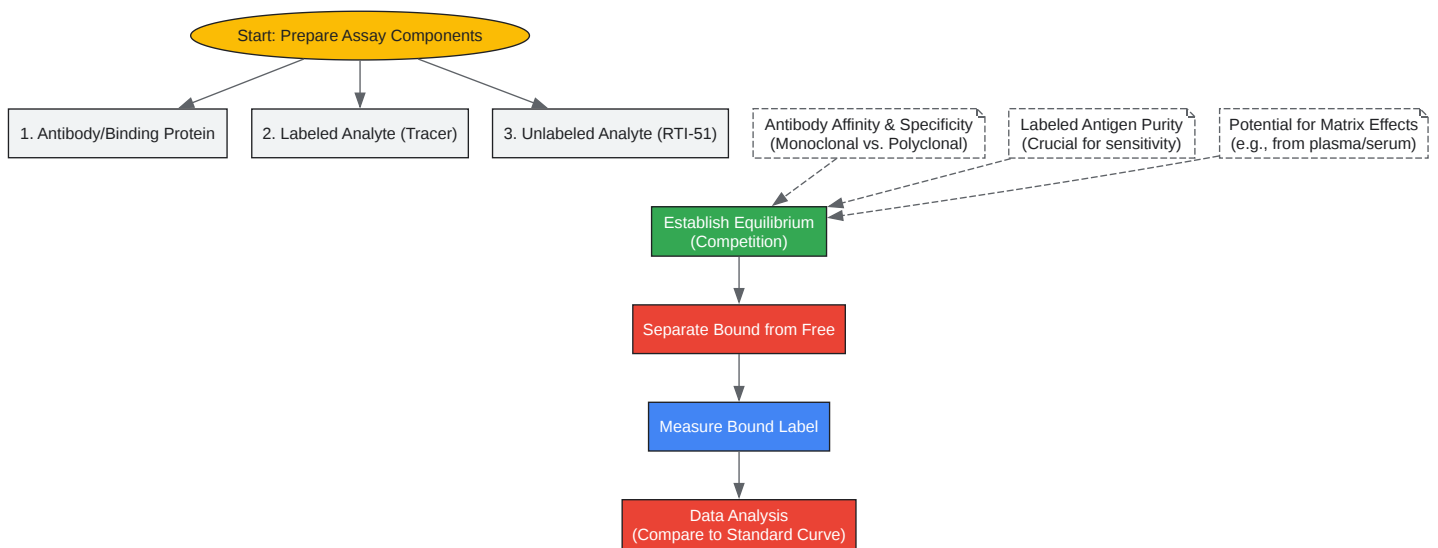 Start: Prepare Assay Components
1. Antibody/Binding Protein
2. Labeled Analyte (Tracer)
3. Unlabeled Analyte (RTI-51)
Antibody Affinity & Specificity
(Monoclonal vs. Polyclonal)
Labeled Antigen Purity
(Crucial for sensitivity)
Potential for Matrix Effects
(e.g., from plasma/serum)
Establish Equilibrium
(Competition)
Separate Bound from Free
Measure Bound Label
Data Analysis
(Compare to Standard Curve)